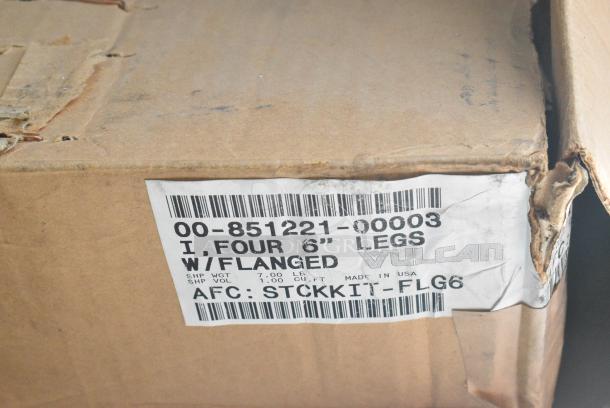 00-851221-00003
I,FOUR 6" LEGS
W/FLANGED
VULCAN
SHP WGT 7.00 LB
SHP VOL 1.00 CU.FT MADE IN USA
AFC: STCKKIT-FLG6